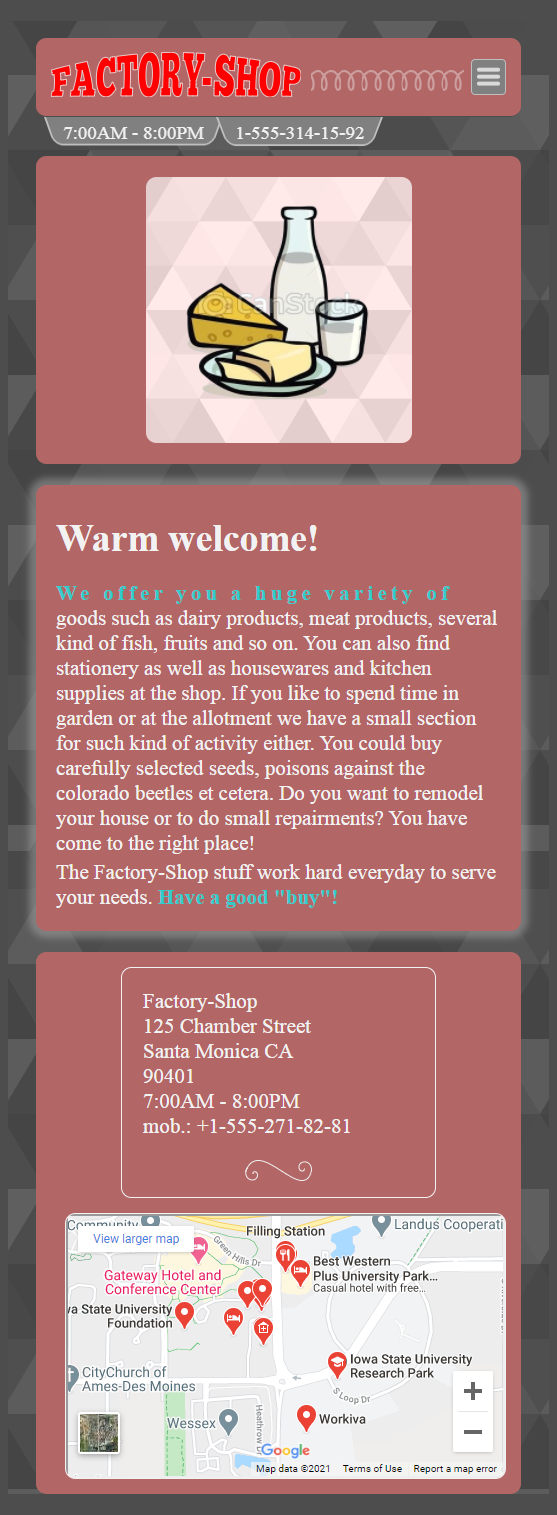 FACTORY-SHOP
7:00AM - 8:00PM
1-555-314-15-92
CanStock
Warm welcome!
We offer you a huge variety of
goods such as dairy products, meat products, several
kind of fish, fruits and so on. You can also find
stationery as well as housewares and kitchen
supplies at the shop. If you like to spend time in
garden or at the allotment we have a small section
for such kind of activity either. You could buy
carefully selected seeds, poisons against the
colorado beetles et cetera. Do you want to remodel
your house or to do small repairments? You have
come to the right place!
The Factory-Shop stuff work hard everyday to serve
your needs. Have a good "buy"!
Factory-Shop
125 Chamber Street
Santa Monica CA
90401
7:00AM - 8:00PM
mob.: +1-555-271-82-81
Community
Landus Cooperati
View larger map
Filling Station
Green Hills Dr
Best Western
Plus University Park...
Casual hotel with free...
Gateway Hotel and
Conference Center
wa State University
Foundation
Iowa State University
Research Park
CityChurch of
Ames-Des Moines
S Loop Dr
Wessex
Heathrow
Workiva
Google
Map data ©2021
Terms of Use
Report a map error